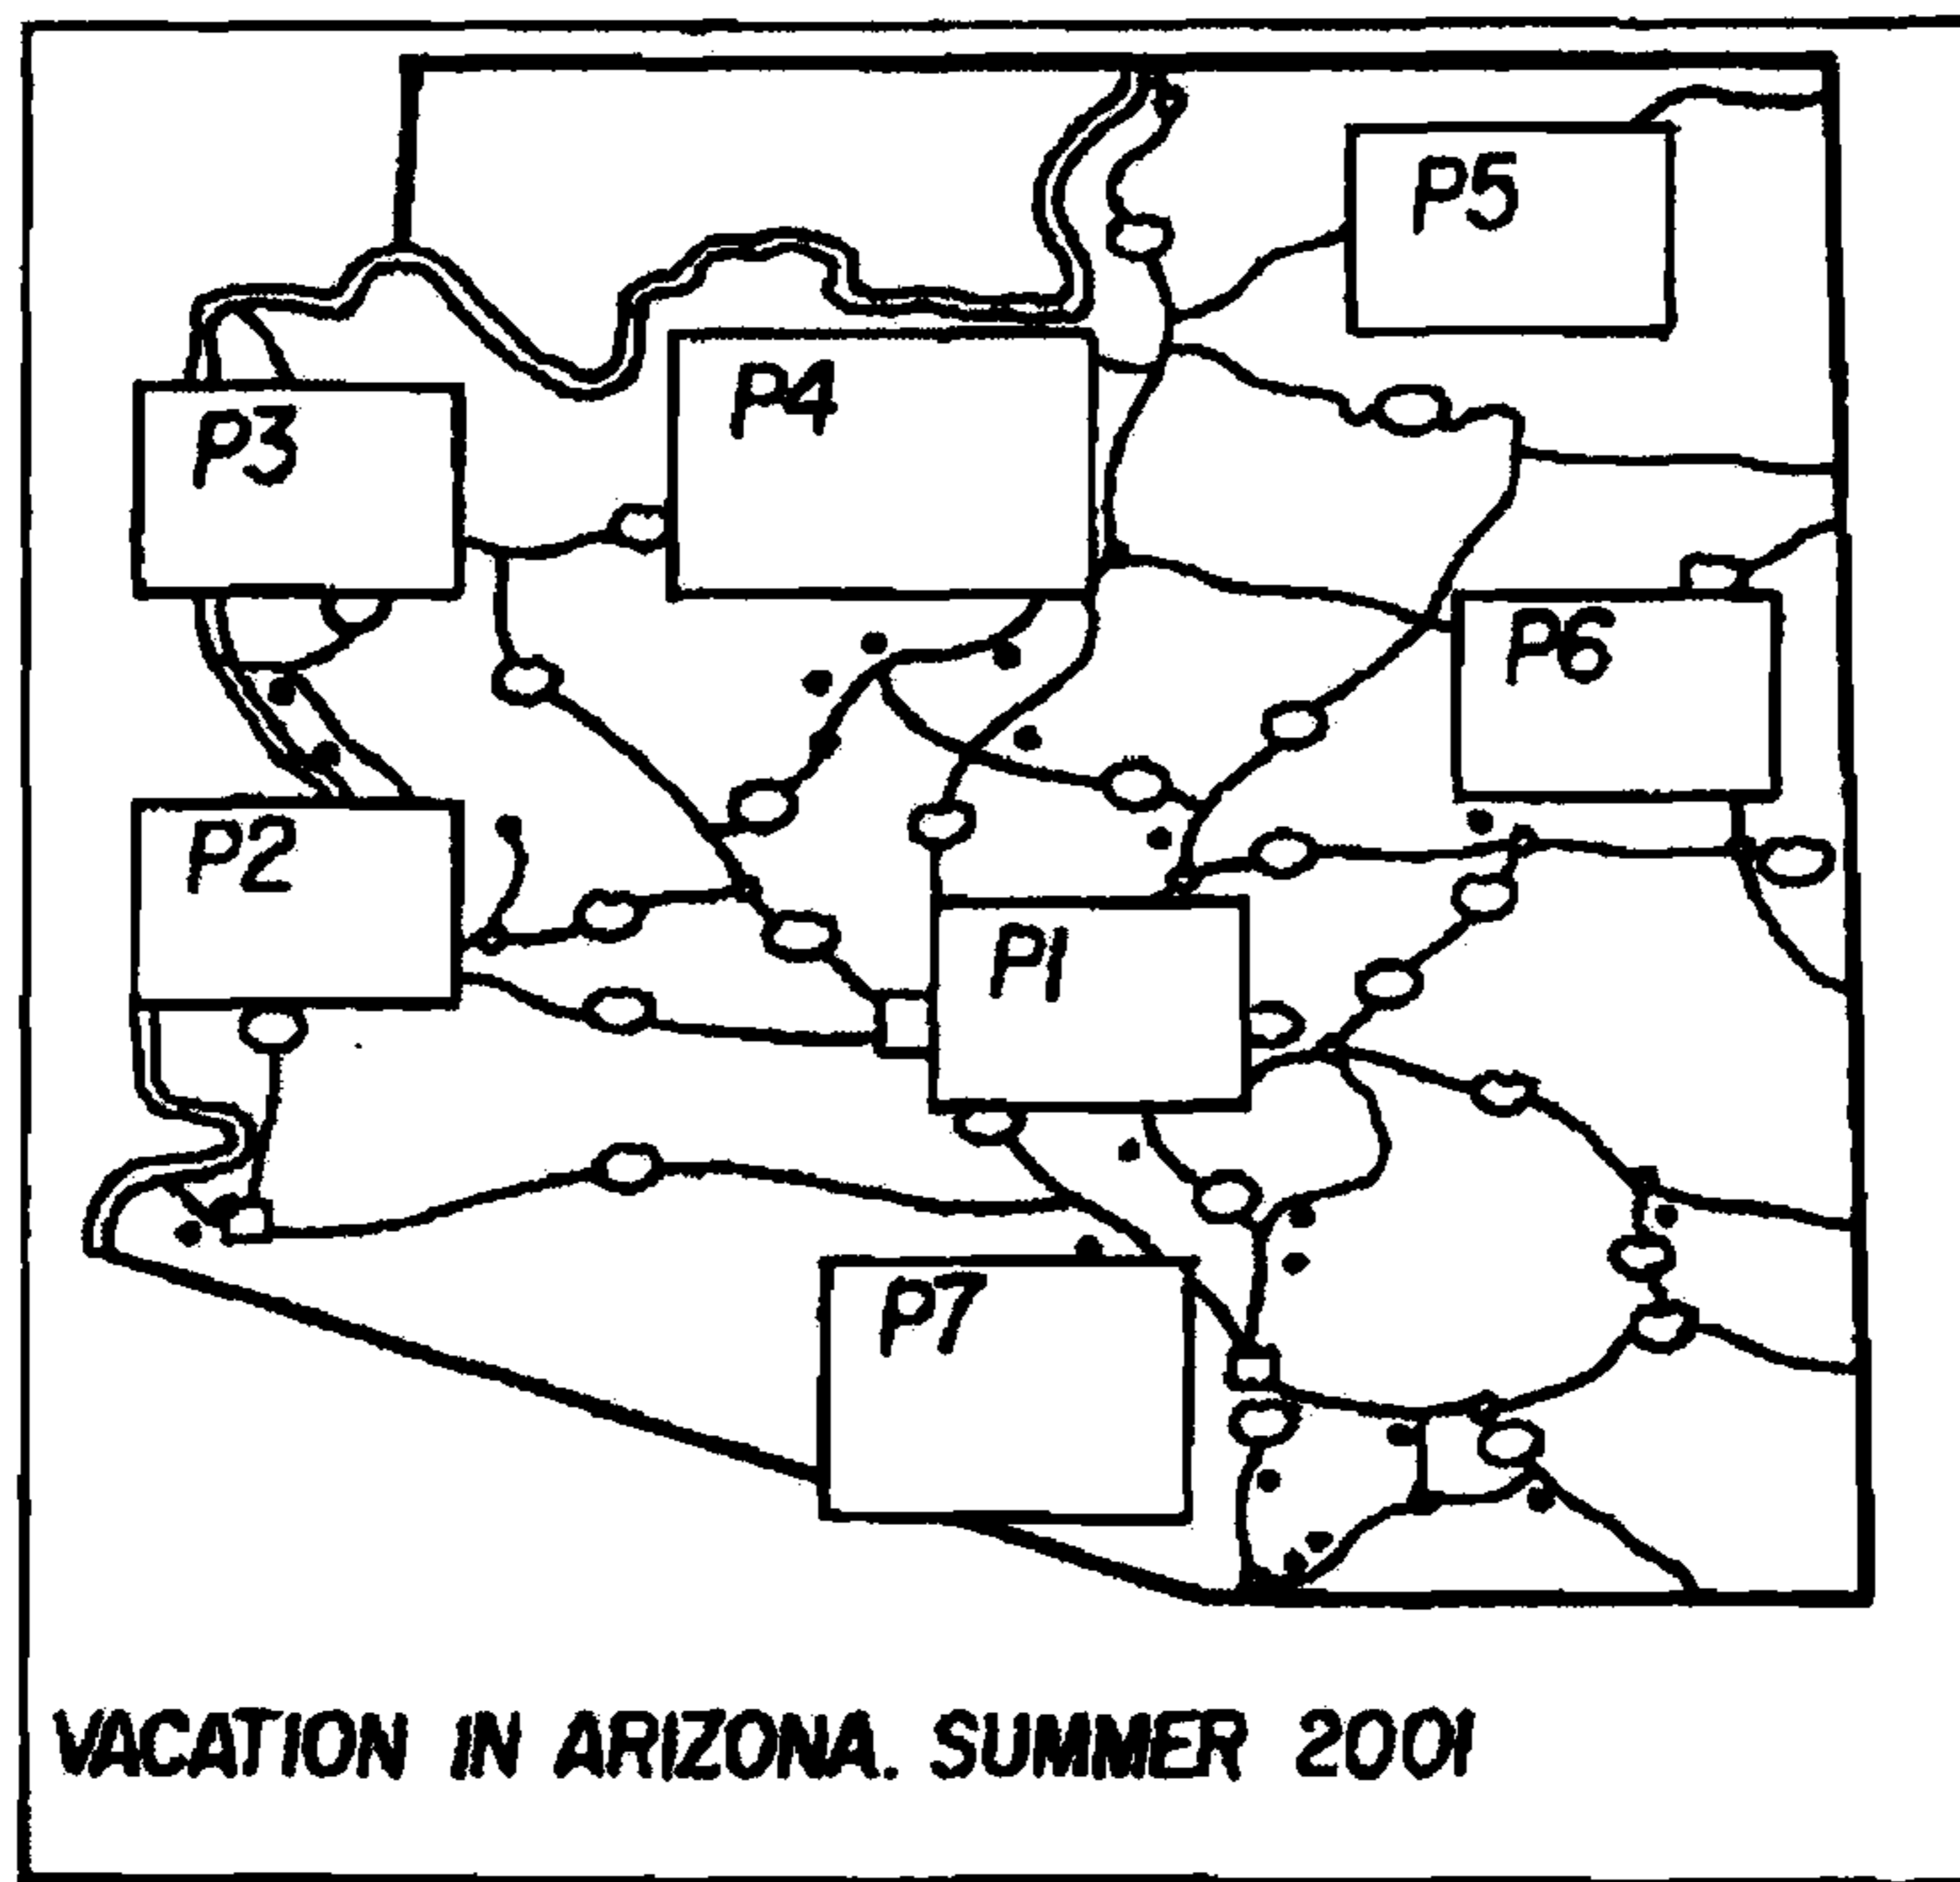 P5
P4
P3
P6
P2
P1
P7
VACATION IN ARIZONA. SUMMER 2001